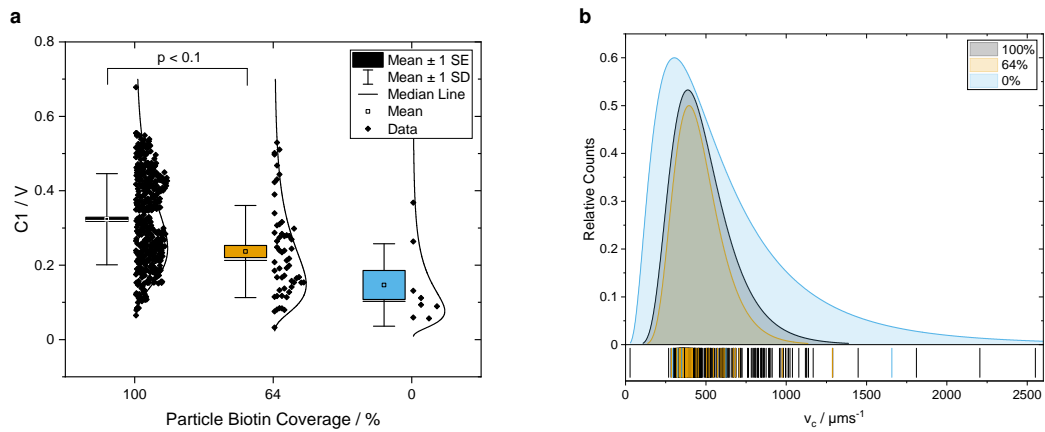 a
0.8
0.6
0.4
0.2
0
C1 / V
p < 0.1
Mean ± 1 SE
Mean ± 1 SD
Median Line
Mean
Data
100
64
0
Particle Biotin Coverage / %
b
0.6
0.5
0.4
0.3
0.2
0.1
0
Relative Counts
100%
64%
0%
0
500
1000
1500
2000
2500
v_c / µms⁻¹